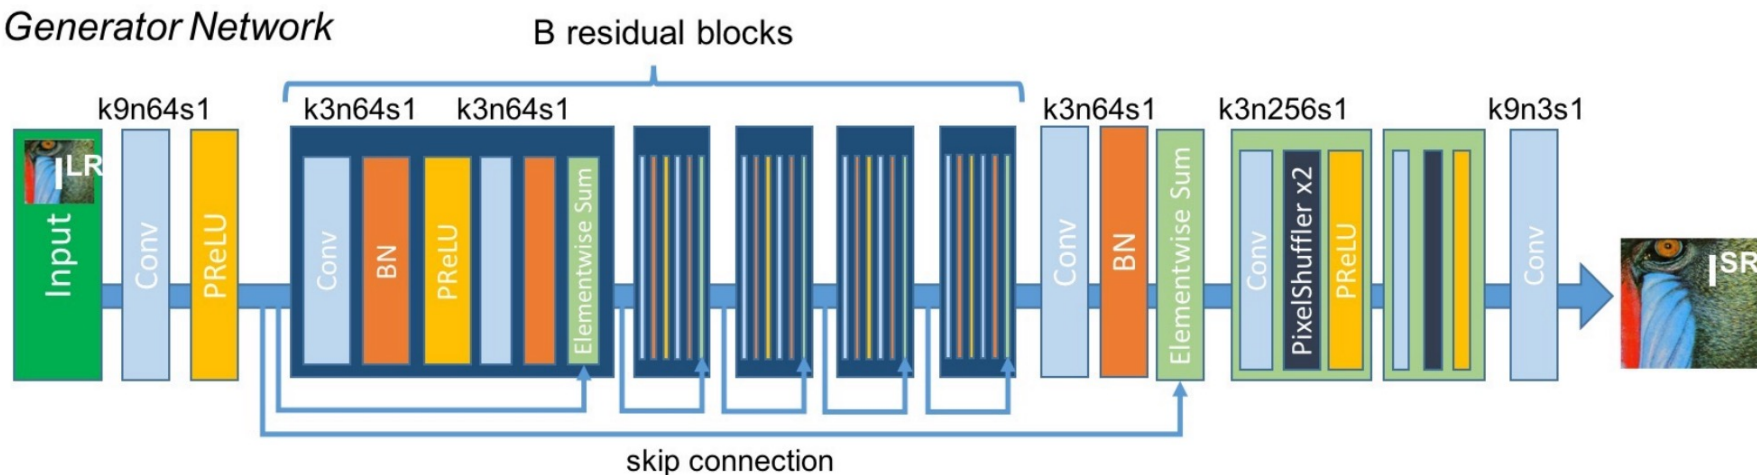 Generator Network
B residual blocks
k9n64s1
k3n64s1
k3n64s1
k3n64s1
k3n256s1
k9n3s1
I^LR
Input
Conv
PReLU
Conv
BN
PReLU
Elementwise Sum
Conv
BN
Elementwise Sum
Conv
PixelShuffler x2
PReLU
Conv
I^SR
skip connection